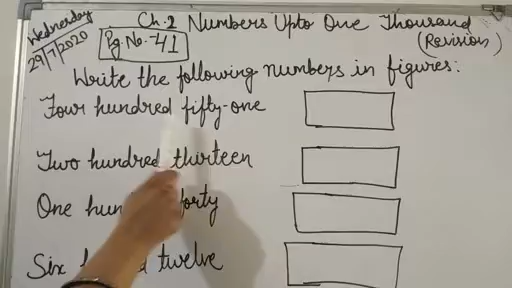 Wednesday
29/7/2020
Ch. 2 Numbers Upto One Thousand
Pg. No. - 41
(Revision)
Write the following numbers in figures:
Four hundred fifty-one
Two hundred thirteen
One hun forty
Six h d twelve